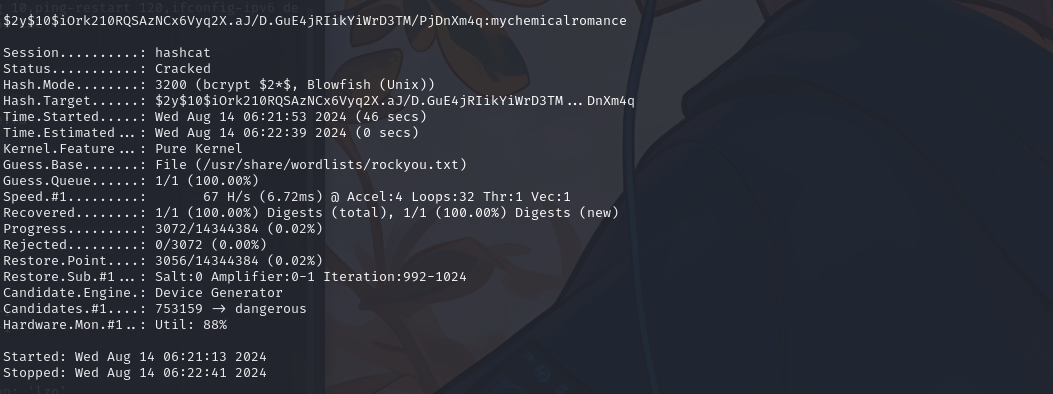 10,ping-restart 120,ifconfig-ipv6 de
$2y$10$iOrk210RQSAzNCx6Vyq2X.aJ/D.GuE4jRIikYiWrD3TM/PjDnXm4q:mychemicalromance
Session..........: hashcat
Status...........: Cracked
Hash.Mode........: 3200 (bcrypt $2*$, Blowfish (Unix))
Hash.Target......: $2y$10$iOrk210RQSAzNCx6Vyq2X.aJ/D.GuE4jRIikYiWrD3TM...DnXm4q
Time.Started.....: Wed Aug 14 06:21:53 2024 (46 secs)
Time.Estimated...: Wed Aug 14 06:22:39 2024 (0 secs)
Kernel.Feature...: Pure Kernel
Guess.Base.......: File (/usr/share/wordlists/rockyou.txt)
Guess.Queue......: 1/1 (100.00%)
Speed.#1.........:       67 H/s (6.72ms) @ Accel:4 Loops:32 Thr:1 Vec:1
Recovered........: 1/1 (100.00%) Digests (total), 1/1 (100.00%) Digests (new)
Progress.........: 3072/14344384 (0.02%)
Rejected.........: 0/3072 (0.00%)
Restore.Point....: 3056/14344384 (0.02%)
Restore.Sub.#1...: Salt:0 Amplifier:0-1 Iteration:992-1024
Candidate.Engine.: Device Generator
Candidates.#1....: 753159 -> dangerous
Hardware.Mon.#1..: Util: 88%
Started: Wed Aug 14 06:21:13 2024
Stopped: Wed Aug 14 06:22:41 2024